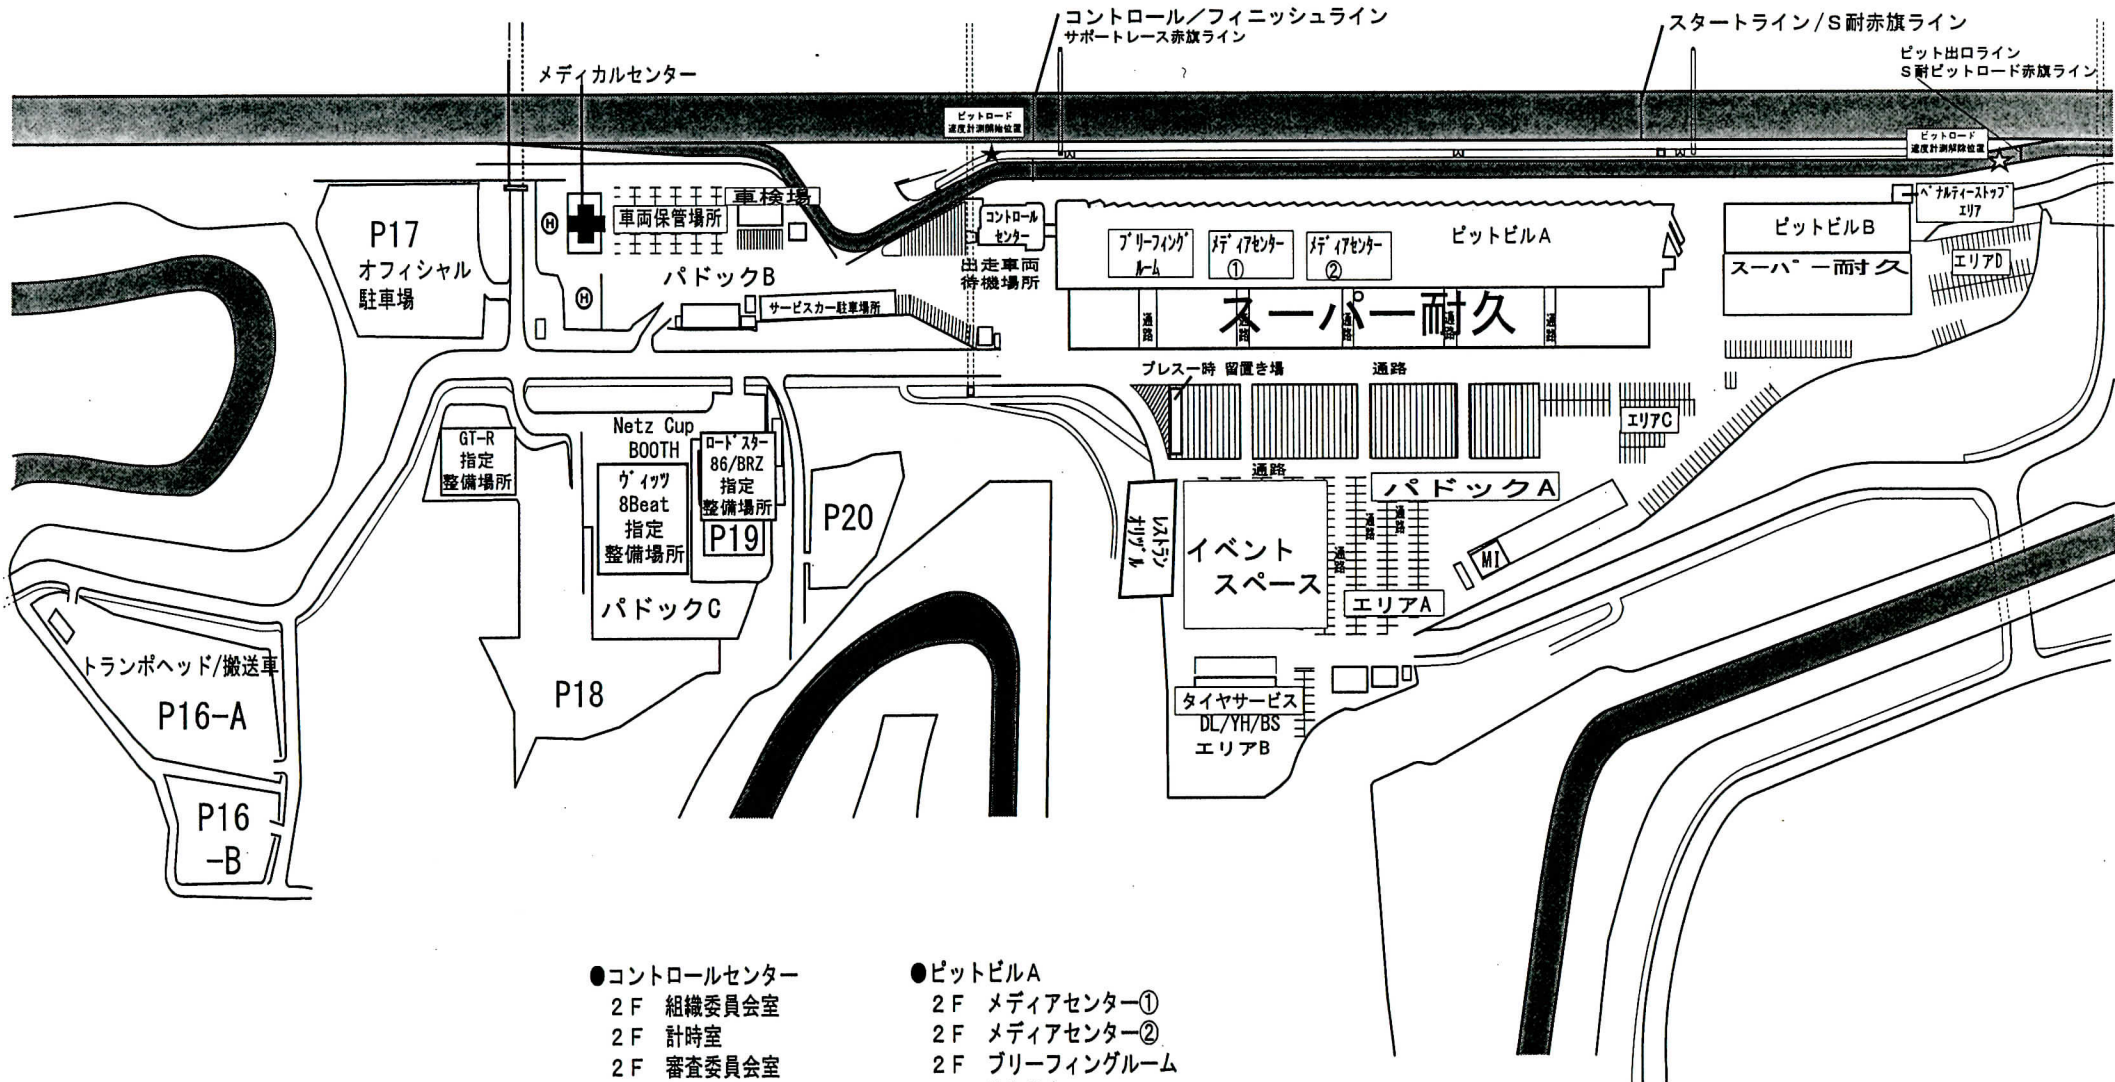 コントロール／フィニッシュライン
サポートレース赤旗ライン
スタートライン/S耐赤旗ライン
ピット出口ライン
S耐ピットロード赤旗ライン
メディカルセンター
ピットロード
速度計測開始位置
ピットロード
速度計測解除位置
P17
オフィシャル
駐車場
H
H
車両保管場所
車検場
パドックB
サービスカー駐車場所
コントロール
センター
出走車両
待機場所
ブリーフィング
ルーム
メディアセンター
①
メディアセンター
②
ピットビルA
スーパー耐久
通路
通路
通路
通路
通路
ピットビルB
スーパー耐久
ペナルティーストップ
エリア
エリアD
プレス一時 留置き場
通路
エリアC
通路
パドックA
通路
通路
通路
MI
エリアA
イベント
スペース
レストラン
オリヅル
タイヤサービス
DL/YH/BS
エリアB
GT-R
指定
整備場所
Netz Cup
BOOTH
ヴィッツ
8Beat
指定
整備場所
ロードスター
86/BRZ
指定
整備場所
P19
P20
パドックC
P18
トランポヘッド/搬送車
P16-A
P16
-B
●コントロールセンター
2F 組織委員会室
2F 計時室
2F 審査委員会室
●ピットビルA
2F メディアセンター①
2F メディアセンター②
2F ブリーフィングルーム